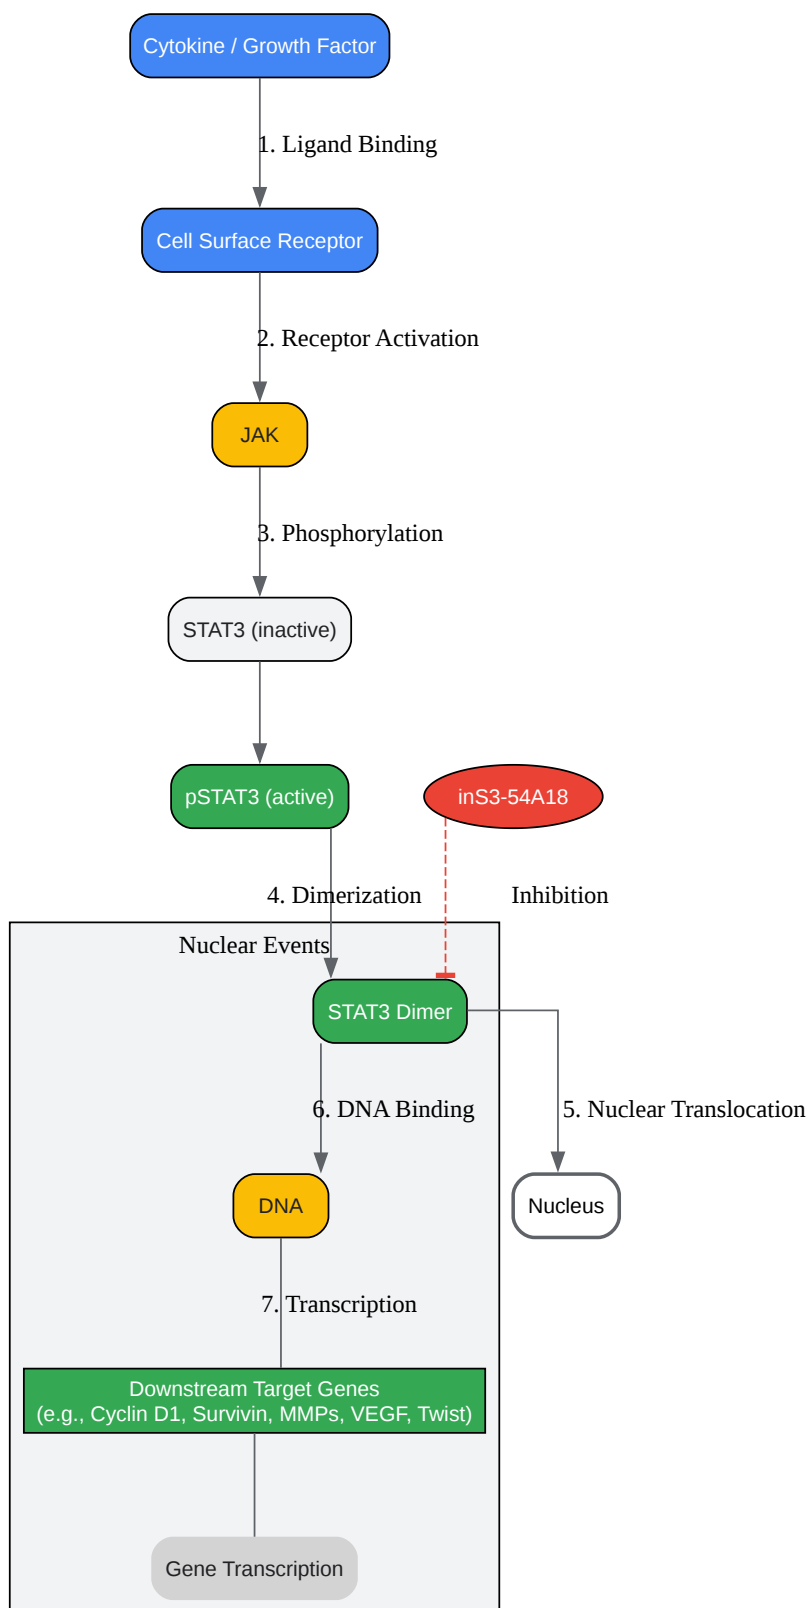 Cytokine / Growth Factor
1. Ligand Binding
Cell Surface Receptor
2. Receptor Activation
JAK
3. Phosphorylation
STAT3 (inactive)
pSTAT3 (active)
inS3-54A18
4. Dimerization
Inhibition
Nuclear Events
STAT3 Dimer
6. DNA Binding
5. Nuclear Translocation
DNA
Nucleus
7. Transcription
Downstream Target Genes
(e.g., Cyclin D1, Survivin, MMPs, VEGF, Twist)
Gene Transcription